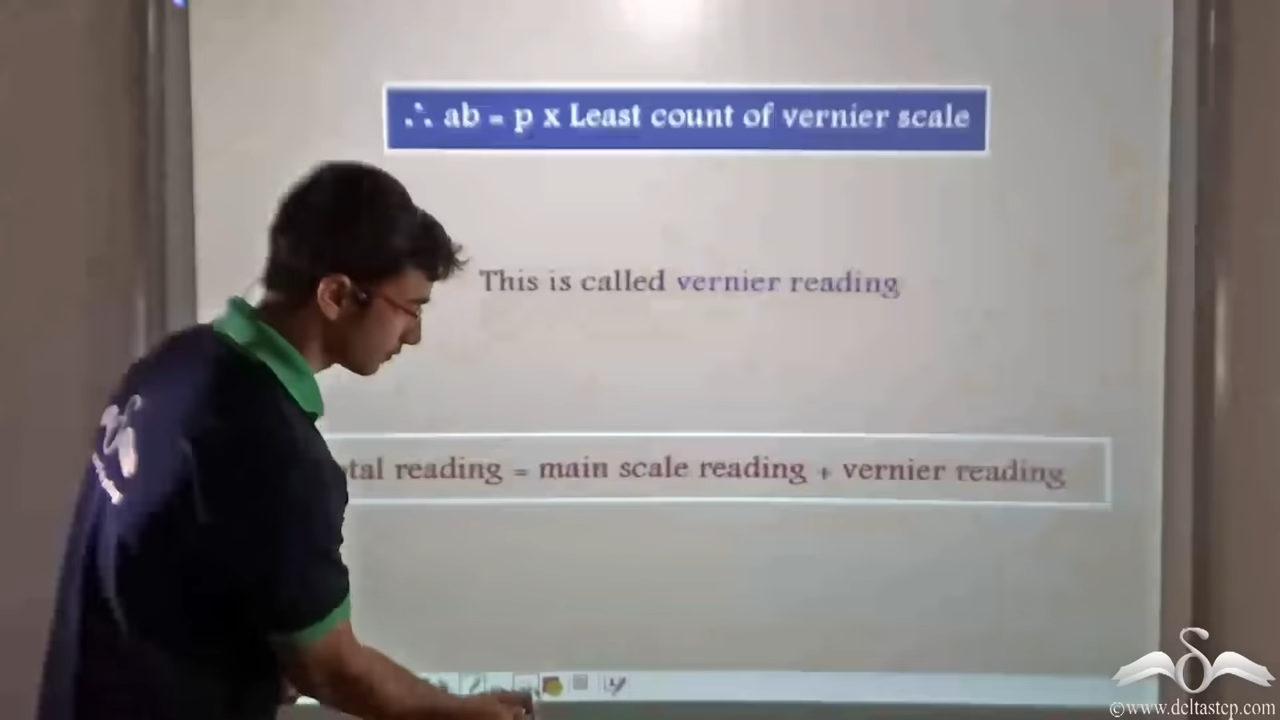 ∴ ab = p x Least count of vernier scale
This is called vernier reading
tal reading = main scale reading + vernier reading
©www.deltastep.com